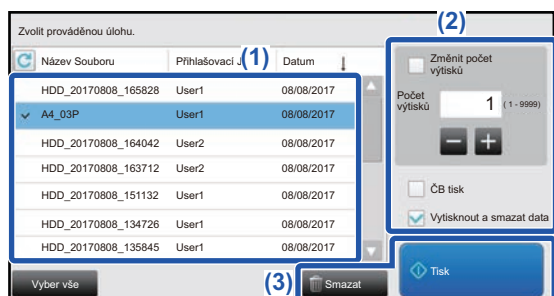 (2)
Zvolit prováděnou úlohu.
Název Souboru Přihlašovací J (1) Datum
HDD_20170808_165828 User1 08/08/2017
A4_03P User1 08/08/2017
HDD_20170808_164042 User2 08/08/2017
HDD_20170808_163712 User2 08/08/2017
HDD_20170808_151132 User1 08/08/2017
HDD_20170808_134726 User1 08/08/2017
HDD_20170808_135845 User1 08/08/2017
Změnit počet
výtisků
Počet
výtisků 1 ( 1 - 9999)
ČB tisk
Vytisknout a smazat data
Vyber vše
(3)
Smazat
Tisk